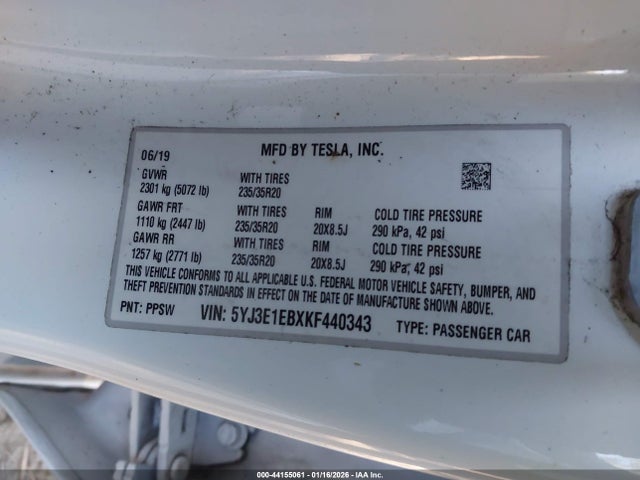 06/19 MFD BY TESLA, INC.
GVWR WITH TIRES
2301 kg (5072 lb) 235/35R20
GAWR FRT WITH TIRES RIM COLD TIRE PRESSURE
1110 kg (2447 lb) 235/35R20 20X8.5J 290 kPa, 42 psi
GAWR RR WITH TIRES RIM COLD TIRE PRESSURE
1257 kg (2771 lb) 235/35R20 20X8.5J 290 kPa, 42 psi
THIS VEHICLE CONFORMS TO ALL APPLICABLE U.S. FEDERAL MOTOR VEHICLE SAFETY, BUMPER, AND
THEFT PREVENTION STANDARDS IN EFFECT ON THE DATE OF MANUFACTURE SHOWN ABOVE.
PNT: PPSW VIN: 5YJ3E1EBXKF440343 TYPE: PASSENGER CAR
000-44155061 - 01/16/2026 - IAA Inc.